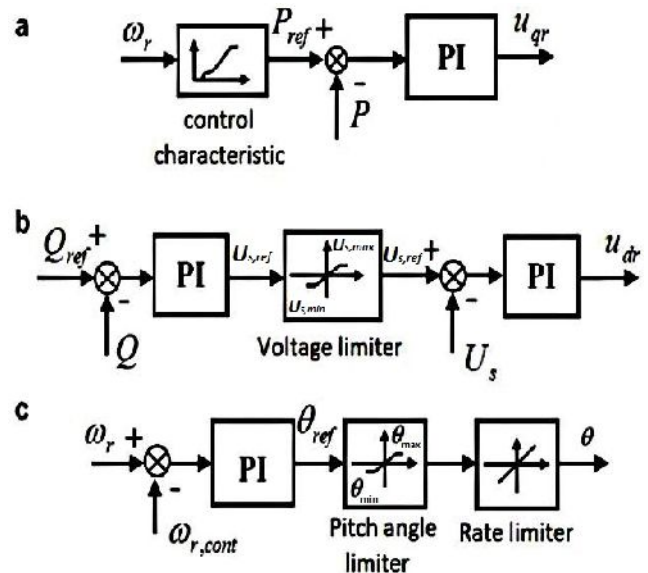 a
ω_r P_ref + PI u_qr
- P
control
characteristic
b
Q_ref + PI U_s,ref U_s,max U_s,min U_s,ref + PI u_dr
- Q - U_s
Voltage limiter
c
ω_r + PI θ_ref θ_max θ_min θ
- ω_r,cont
Pitch angle
limiter
Rate limiter